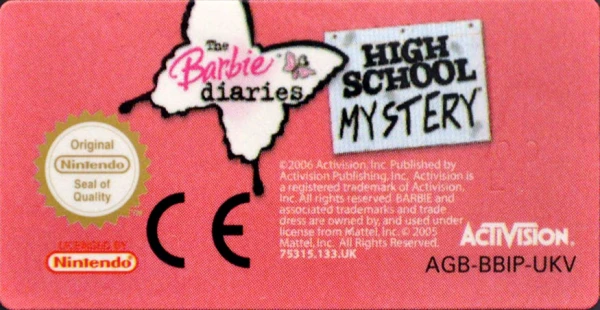 The
Barbie
diaries
HIGH
SCHOOL
MYSTERY
Original
Nintendo
Seal of
Quality
TM
LICENSED BY
Nintendo
CE
©2006 Activision, Inc. Published by
Activision Publishing, Inc. Activision is
a registered trademark of Activision,
Inc. All rights reserved. BARBIE and
associated trademarks and trade
dress are owned by, and used under
license from Mattel, Inc. © 2005
Mattel, Inc. All Rights Reserved.
75315.133.UK
ACTIVISION.
AGB-BBIP-UKV